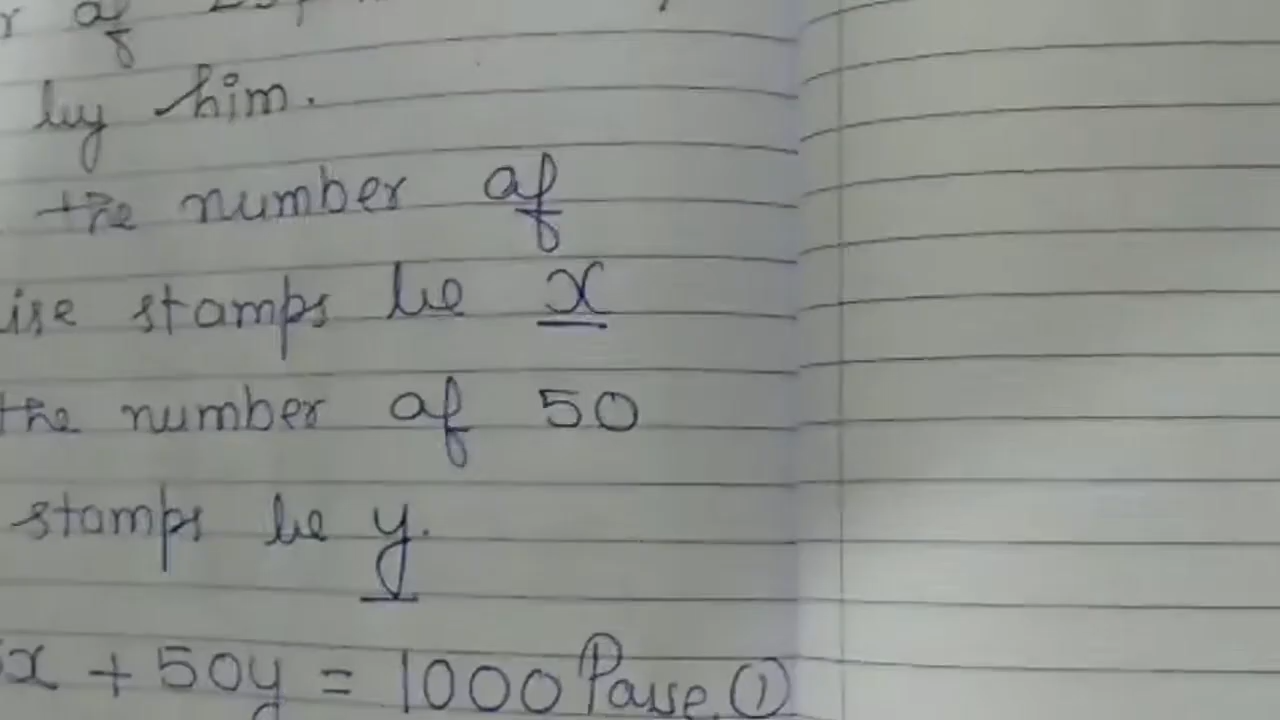 by him.
the number of
ise stamps be x
the number of 50
stamps be y.
x + 50y = 1000 Paise. ①